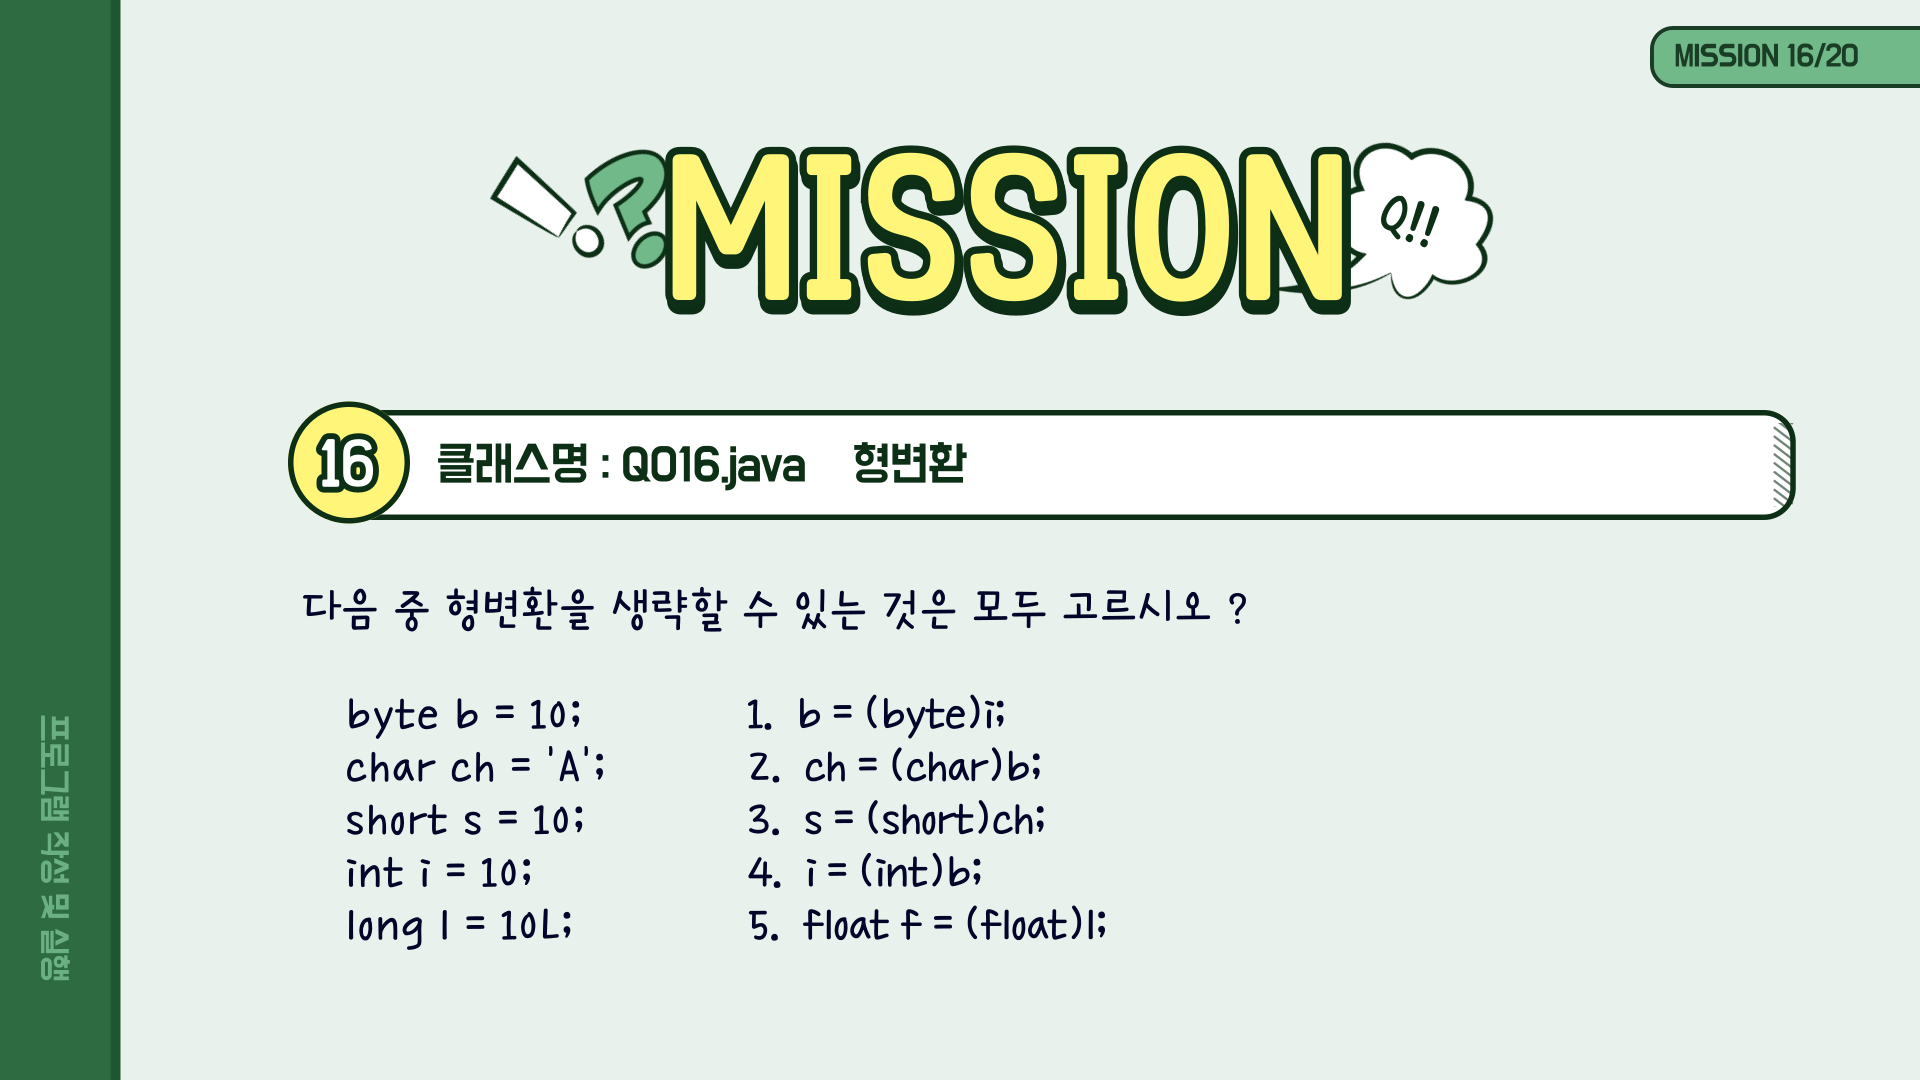 MISSION 16/20
!?MISSION
Q!!
16 클래스명 : Q016.java 형변환
다음 중 형변환을 생략할 수 있는 것은 모두 고르시오 ?
byte b = 10;
char ch = 'A';
short s = 10;
int i = 10;
long l = 10L;
1. b = (byte)i;
2. ch = (char)b;
3. s = (short)ch;
4. i = (int)b;
5. float f = (float)l;
프로그램 작성 및 실행